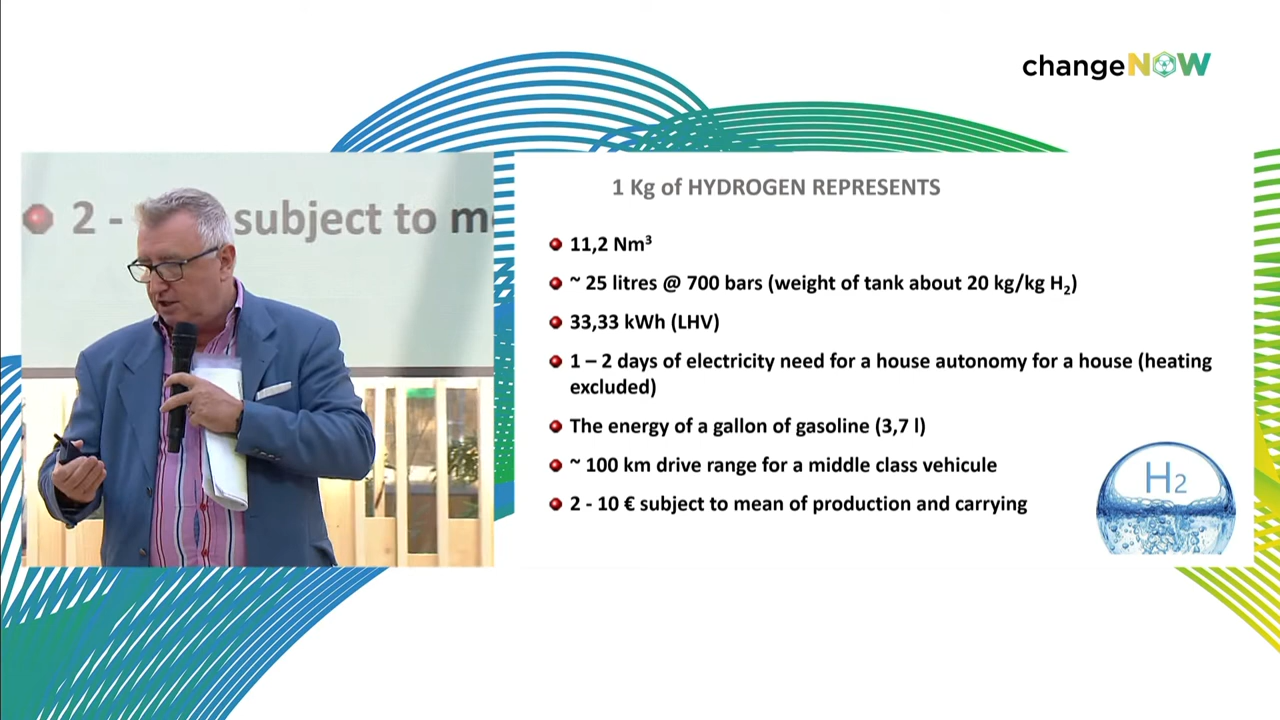 changeNOW
2 - subject to m
1 Kg of HYDROGEN REPRESENTS
11,2 Nm³
~ 25 litres @ 700 bars (weight of tank about 20 kg/kg H₂)
33,33 kWh (LHV)
1 – 2 days of electricity need for a house autonomy for a house (heating
excluded)
The energy of a gallon of gasoline (3,7 l)
~ 100 km drive range for a middle class vehicule
2 - 10 € subject to mean of production and carrying
H₂